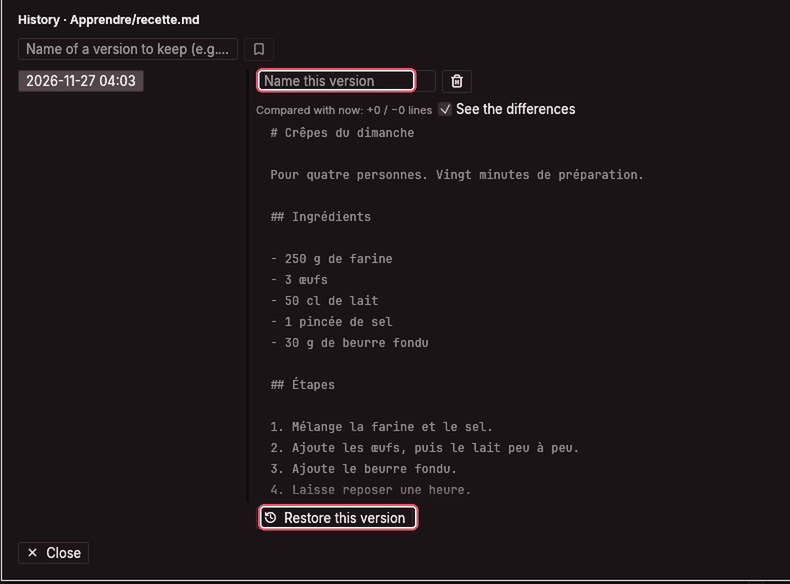 History · Apprendre/recette.md
Name of a version to keep (e.g....
2026-11-27 04:03
Name this version
Compared with now: +0 / −0 lines
See the differences
# Crêpes du dimanche
Pour quatre personnes. Vingt minutes de préparation.
## Ingrédients
- 250 g de farine
- 3 œufs
- 50 cl de lait
- 1 pincée de sel
- 30 g de beurre fondu
## Étapes
1. Mélange la farine et le sel.
2. Ajoute les œufs, puis le lait peu à peu.
3. Ajoute le beurre fondu.
4. Laisse reposer une heure.
Restore this version
Close